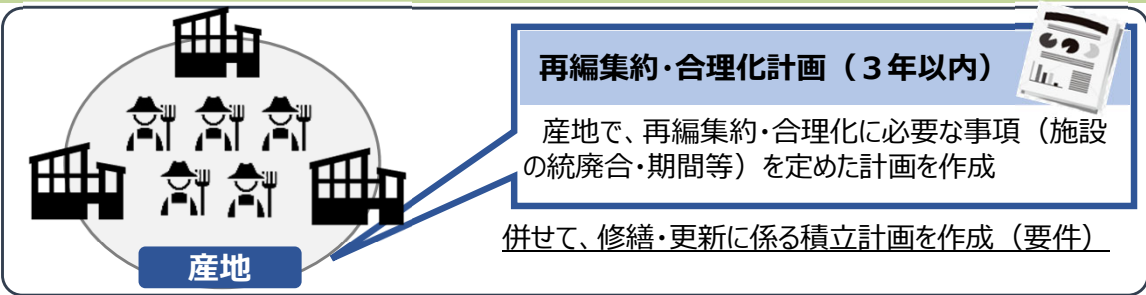 再編集約・合理化計画（３年以内）
産地で、再編集約・合理化に必要な事項（施設
の統廃合・期間等）を定めた計画を作成
併せて、修繕・更新に係る積立計画を作成（要件）
産地